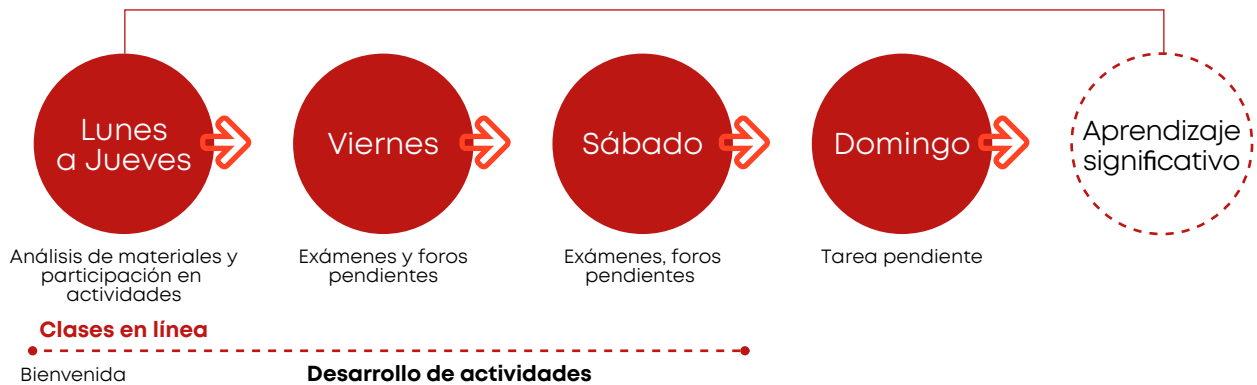 Lunes
a Jueves
Viernes
Sábado
Domingo
Aprendizaje
significativo
Análisis de materiales y
participación en
actividades
Exámenes y foros
pendientes
Exámenes, foros
pendientes
Tarea pendiente
Clases en línea
Bienvenida
Desarrollo de actividades